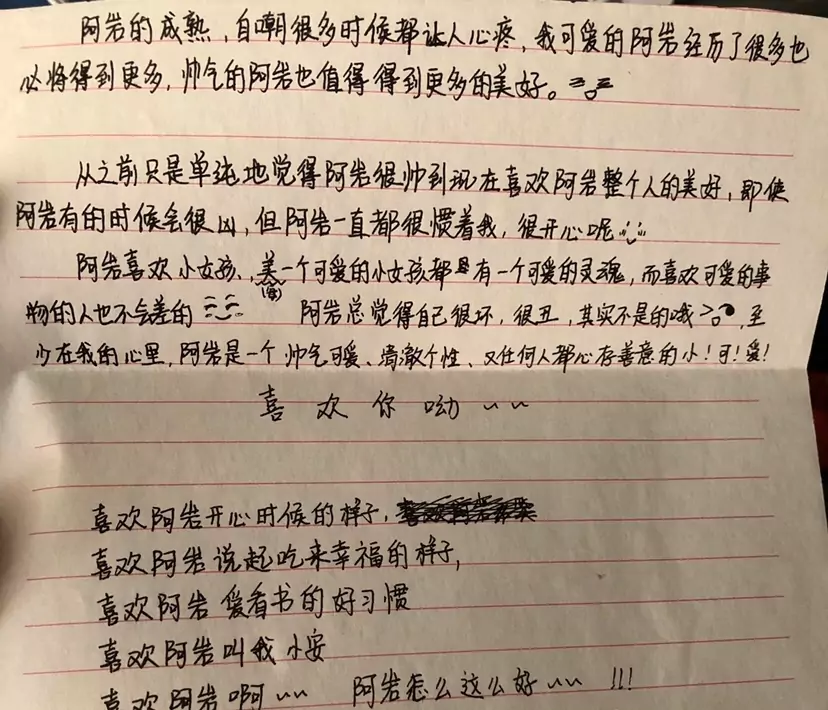 阿岩的成熟，自嘲很多时候都让人心疼，我可爱的阿岩经历了很多也
必将得到更多，帅气的阿岩也值得得到更多的美好。
从之前只是单纯地觉得阿岩很帅到现在喜欢阿岩整个人的美好，即使
阿岩有的时候会很凶，但阿岩一直都很惯着我，很开心呢
阿岩喜欢小女孩，一个可爱的小女孩都有一个可爱的灵魂，而喜欢可爱的事
(每)
物的人也不会差的 阿岩总觉得自己很坏，很丑，其实不是的哦 ，至
少在我的心里，阿岩是一个帅气可爱、个性、任何人都心存善意的小！可！爱！
喜欢你呦~~
喜欢阿岩开心时候的样子，
喜欢阿岩说起吃来幸福的样子，
喜欢阿岩爱看书的好习惯
喜欢阿岩叫我小安
喜欢阿岩啊~~ 阿岩怎么这么好~~ !!!